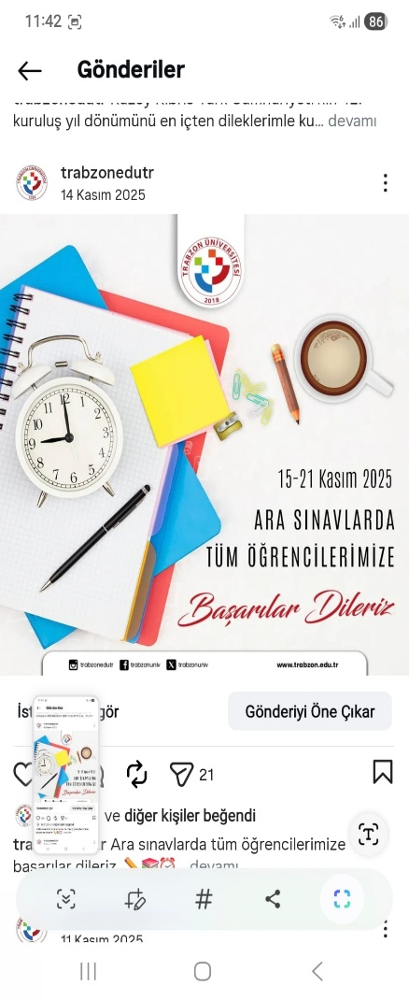 11:42
86
Gönderiler
kuruluş yıl dönümünü en içten dileklerimle ku... devamı
trabzonedutr
14 Kasım 2025
TRABZON ÜNİVERSİTESİ
2018
15-21 Kasım 2025
ARA SINAVLARDA
TÜM ÖĞRENCİLERİMİZE
Başarılar Dileriz
trabzonedutr trabzonuniv trabzonuniv www.trabzon.edu.tr
gör
Gönderiyi Öne Çıkar
21
ve diğer kişiler beğendi
Ara sınavlarda tüm öğrencilerimize
başarılar dileriz ... devamı
11 Kasım 2025